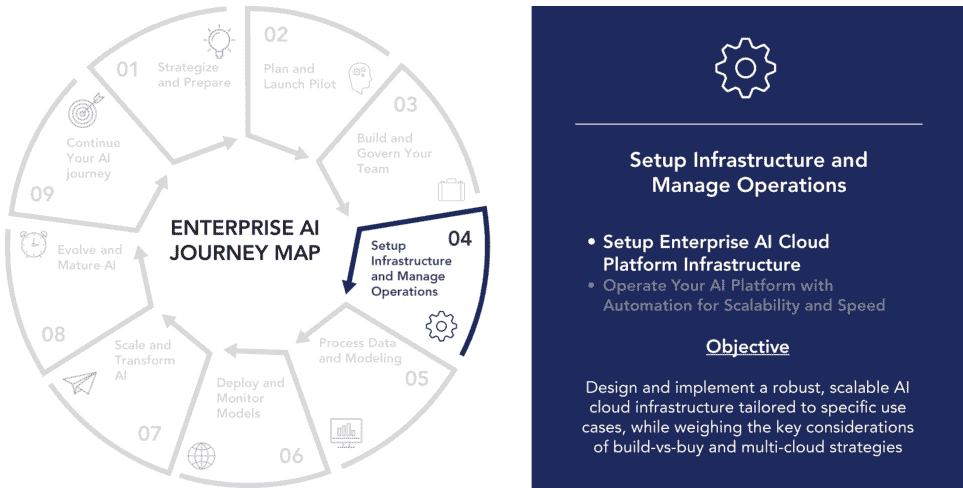 01
Strategize
and Prepare
02
Plan and
Launch Pilot
03
Build and
Govern Your
Team
04
Setup
Infrastructure
and Manage
Operations
Process Data
and Modeling
05
Deploy and
Monitor
Models
06
Scale and
Transform
AI
07
Evolve and
Mature AI
08
Continue
Your AI
journey
09
ENTERPRISE AI
JOURNEY MAP
Setup Infrastructure and
Manage Operations
• Setup Enterprise AI Cloud
Platform Infrastructure
• Operate Your AI Platform with
Automation for Scalability and Speed
Objective
Design and implement a robust, scalable AI
cloud infrastructure tailored to specific use
cases, while weighing the key considerations
of build-vs-buy and multi-cloud strategies